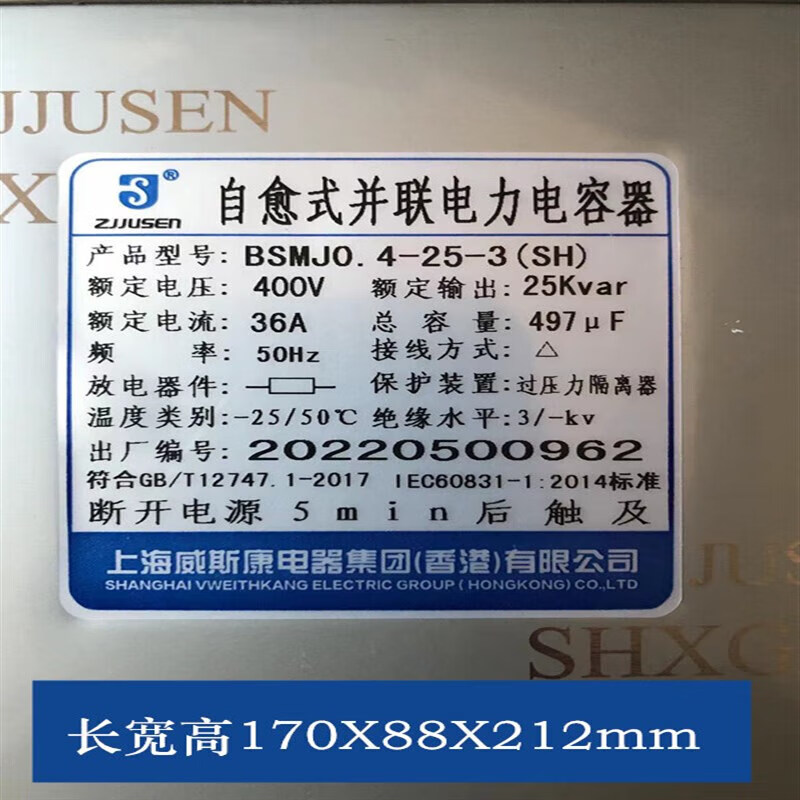 JJUSEN
X
ZJJUSEN
自愈式并联电力电容器
产品型号: BSMJ0.4-25-3(SH)
额定电压: 400V 额定输出: 25Kvar
额定电流: 36A 总容量: 497μF
频率: 50Hz 接线方式: △
放电器件: 保护装置: 过压力隔离器
温度类别: -25/50℃ 绝缘水平: 3/-kv
出厂编号: 20220500962
符合GB/T12747.1-2017 IEC60831-1:2014标准
断开电源5min后触及
上海威斯康电器集团(香港)有限公司
SHANGHAI VWEITHKANG ELECTRIC GROUP (HONGKONG) CO.,LTD
JUS
SHXG
长宽高170X88X212mm